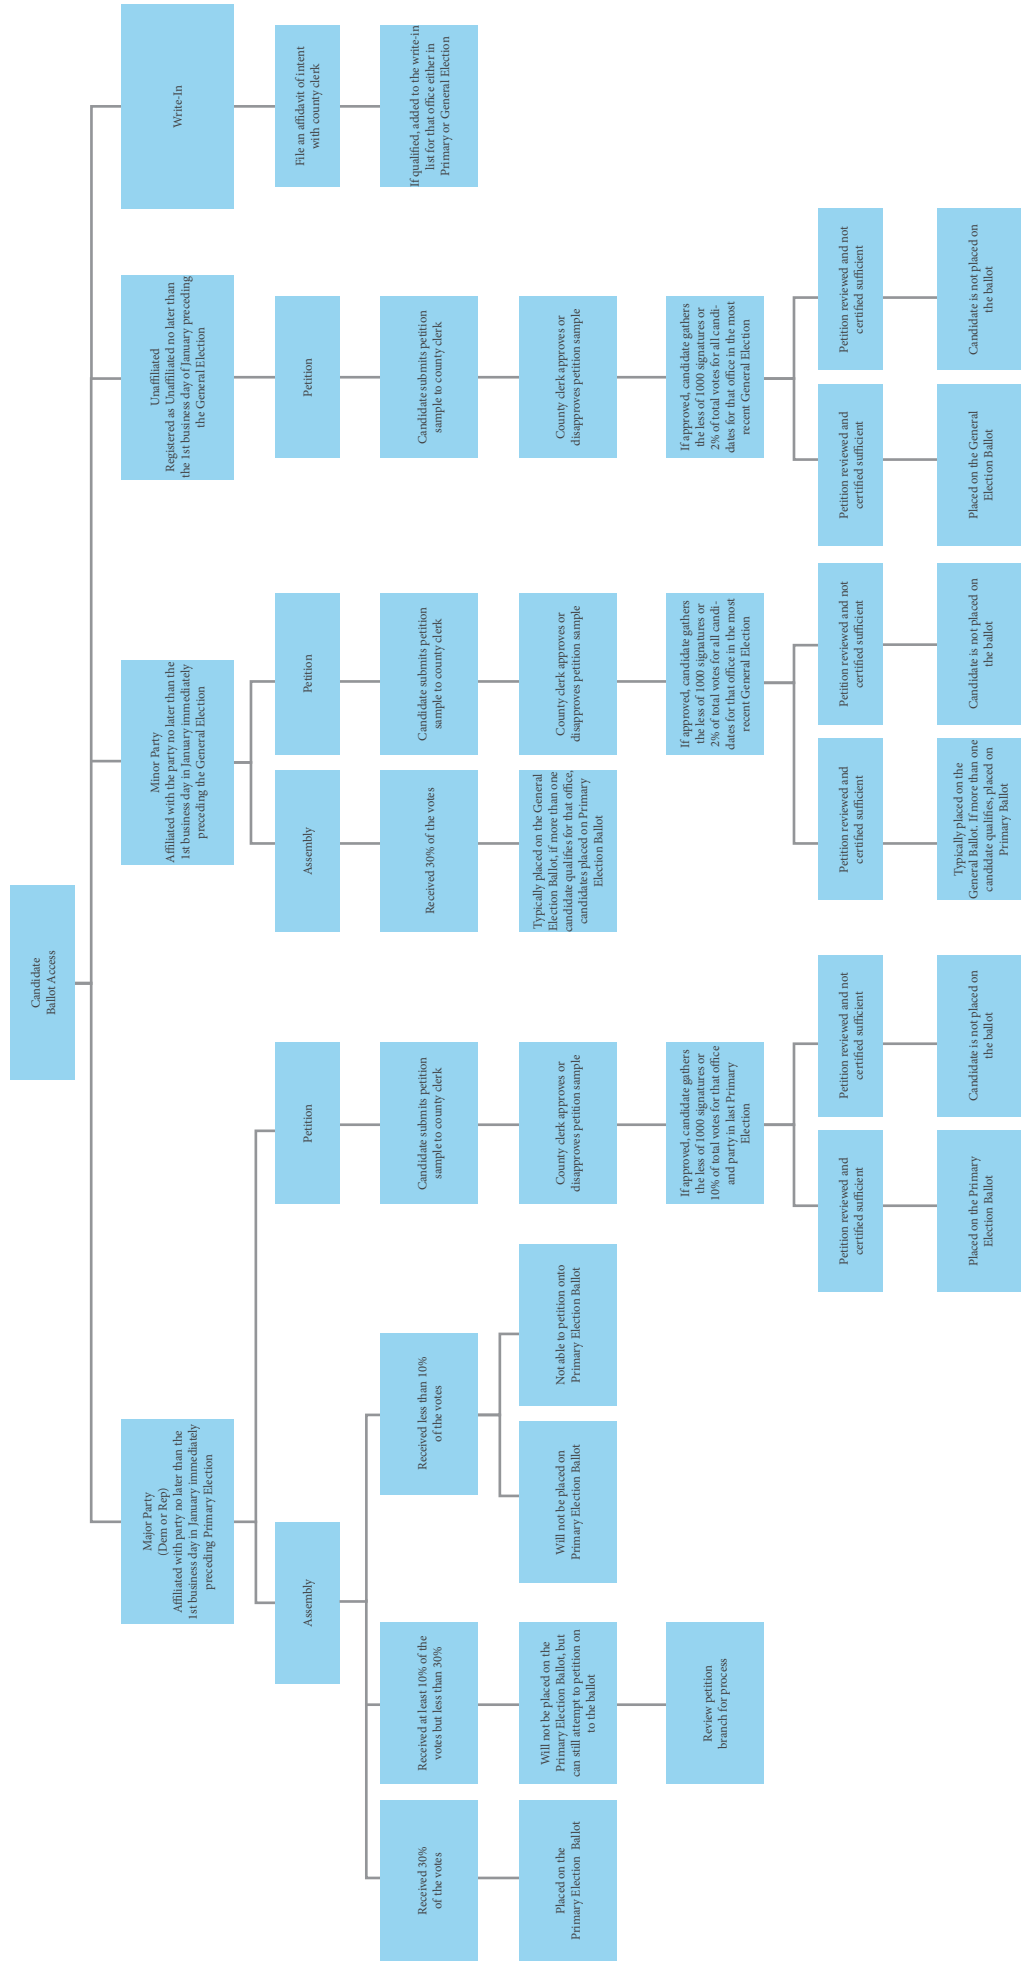 Candidate
Ballot Access
Major Party
(Dem or Rep)
Affiliated with party no later than the
1st business day in January immediately
preceding Primary Election
Assembly
Received 30%
of the votes
Placed on the
Primary Election Ballot
Received at least 10% of the
votes but less than 30%
Will not be placed on the
Primary Election Ballot, but
can still attempt to petition on
to the ballot
Review petition
branch for process
Received less than 10%
of the votes
Will not be placed on
Primary Election Ballot
Not able to petition onto
Primary Election Ballot
Petition
Candidate submits petition
sample to county clerk
County clerk approves or
disapproves petition sample
If approved, candidate gathers
the less of 1000 signatures or
10% of total votes for that office
and party in last Primary
Election
Petition reviewed and
certified sufficient
Placed on the Primary
Election Ballot
Petition reviewed and not
certified sufficient
Candidate is not placed on
the ballot
Minor Party
Affiliated with the party no later than the
1st business day in January immediately
preceding the General Election
Assembly
Received 30% of the votes
Typically placed on the General
Election Ballot, if more than one
candidate qualifies for that office,
candidates placed on Primary
Election Ballot
Petition
Candidate submits petition
sample to county clerk
County clerk approves or
disapproves petition sample
If approved, candidate gathers
the less of 1000 signatures or
2% of total votes for all candi-
dates for that office in the most
recent General Election
Petition reviewed and
certified sufficient
Typically placed on the
General Ballot. If more than one
candidate qualifies, placed on
Primary Ballot
Petition reviewed and not
certified sufficient
Candidate is not placed on
the ballot
Unaffiliated
Registered as Unaffiliated no later than
the 1st business day of January preceding
the General Election
Petition
Candidate submits petition
sample to county clerk
County clerk approves or
disapproves petition sample
If approved, candidate gathers
the less of 1000 signatures or
2% of total votes for all candi-
dates for that office in the most
recent General Election
Petition reviewed and
certified sufficient
Placed on the General
Election Ballot
Petition reviewed and not
certified sufficient
Candidate is not placed on
the ballot
Write-In
File an affidavit of intent
with county clerk
If qualified, added to the write-in
list for that office either in
Primary or General Election